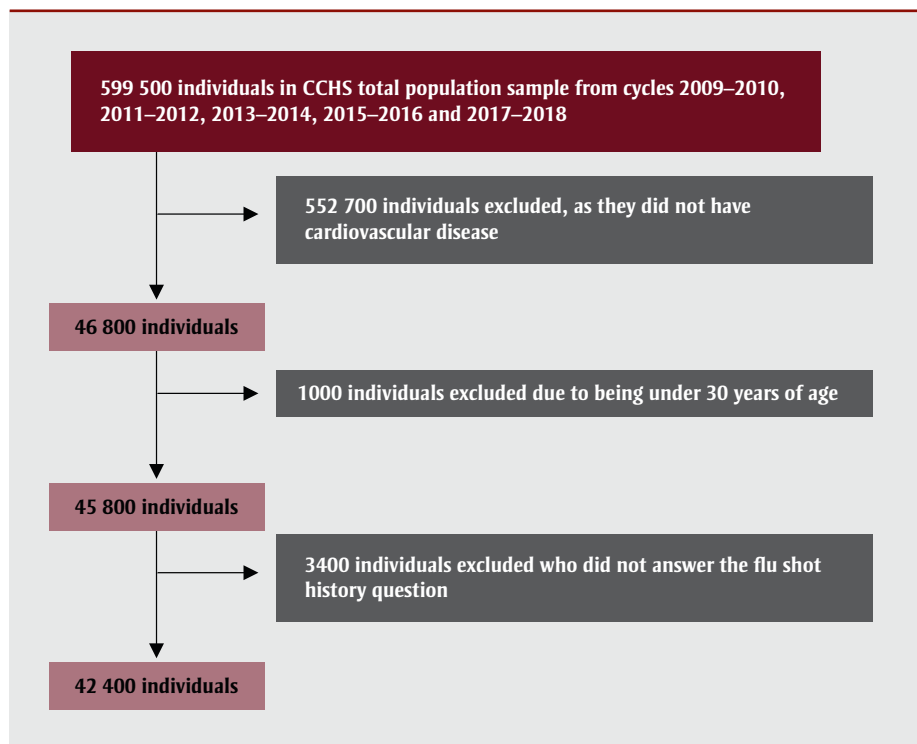 599 500 individuals in CCHS total population sample from cycles 2009–2010,
2011–2012, 2013–2014, 2015–2016 and 2017–2018
552 700 individuals excluded, as they did not have
cardiovascular disease
46 800 individuals
1000 individuals excluded due to being under 30 years of age
45 800 individuals
3400 individuals excluded who did not answer the flu shot
history question
42 400 individuals